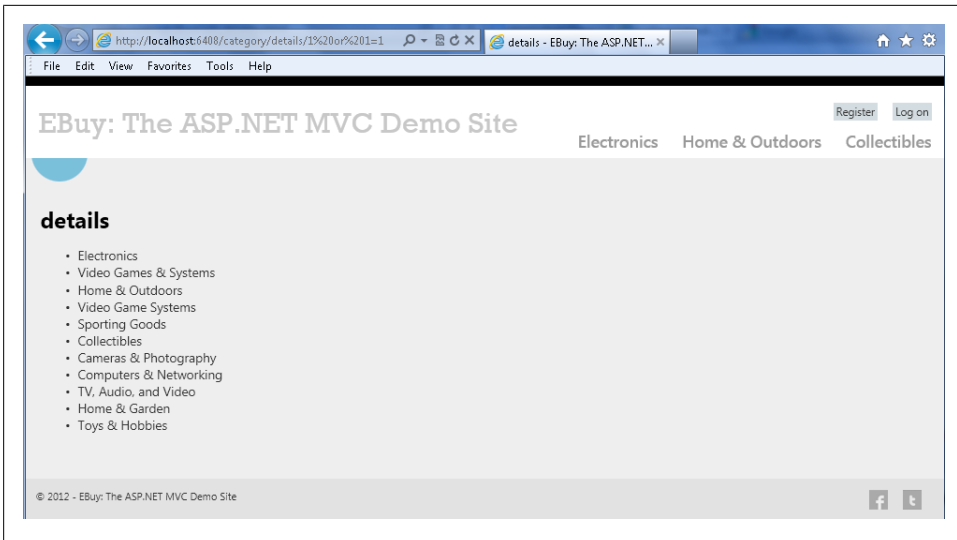 http://localhost:6408/category/details/1%20or%201=1
details - EBuy: The ASP.NET...
File Edit View Favorites Tools Help
EBuy: The ASP.NET MVC Demo Site
Register Log on
Electronics Home & Outdoors Collectibles
details
• Electronics
• Video Games & Systems
• Home & Outdoors
• Video Game Systems
• Sporting Goods
• Collectibles
• Cameras & Photography
• Computers & Networking
• TV, Audio, and Video
• Home & Garden
• Toys & Hobbies
© 2012 - EBuy: The ASP.NET MVC Demo Site
f t